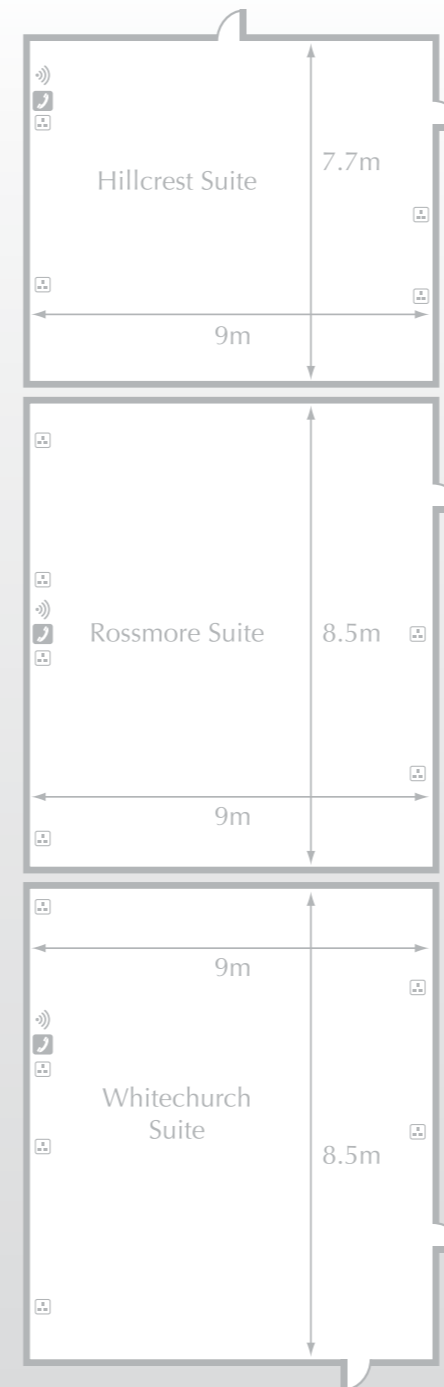 Hillcrest Suite
7.7m
9m
Rossmore Suite
8.5m
9m
9m
Whitechurch
Suite
8.5m